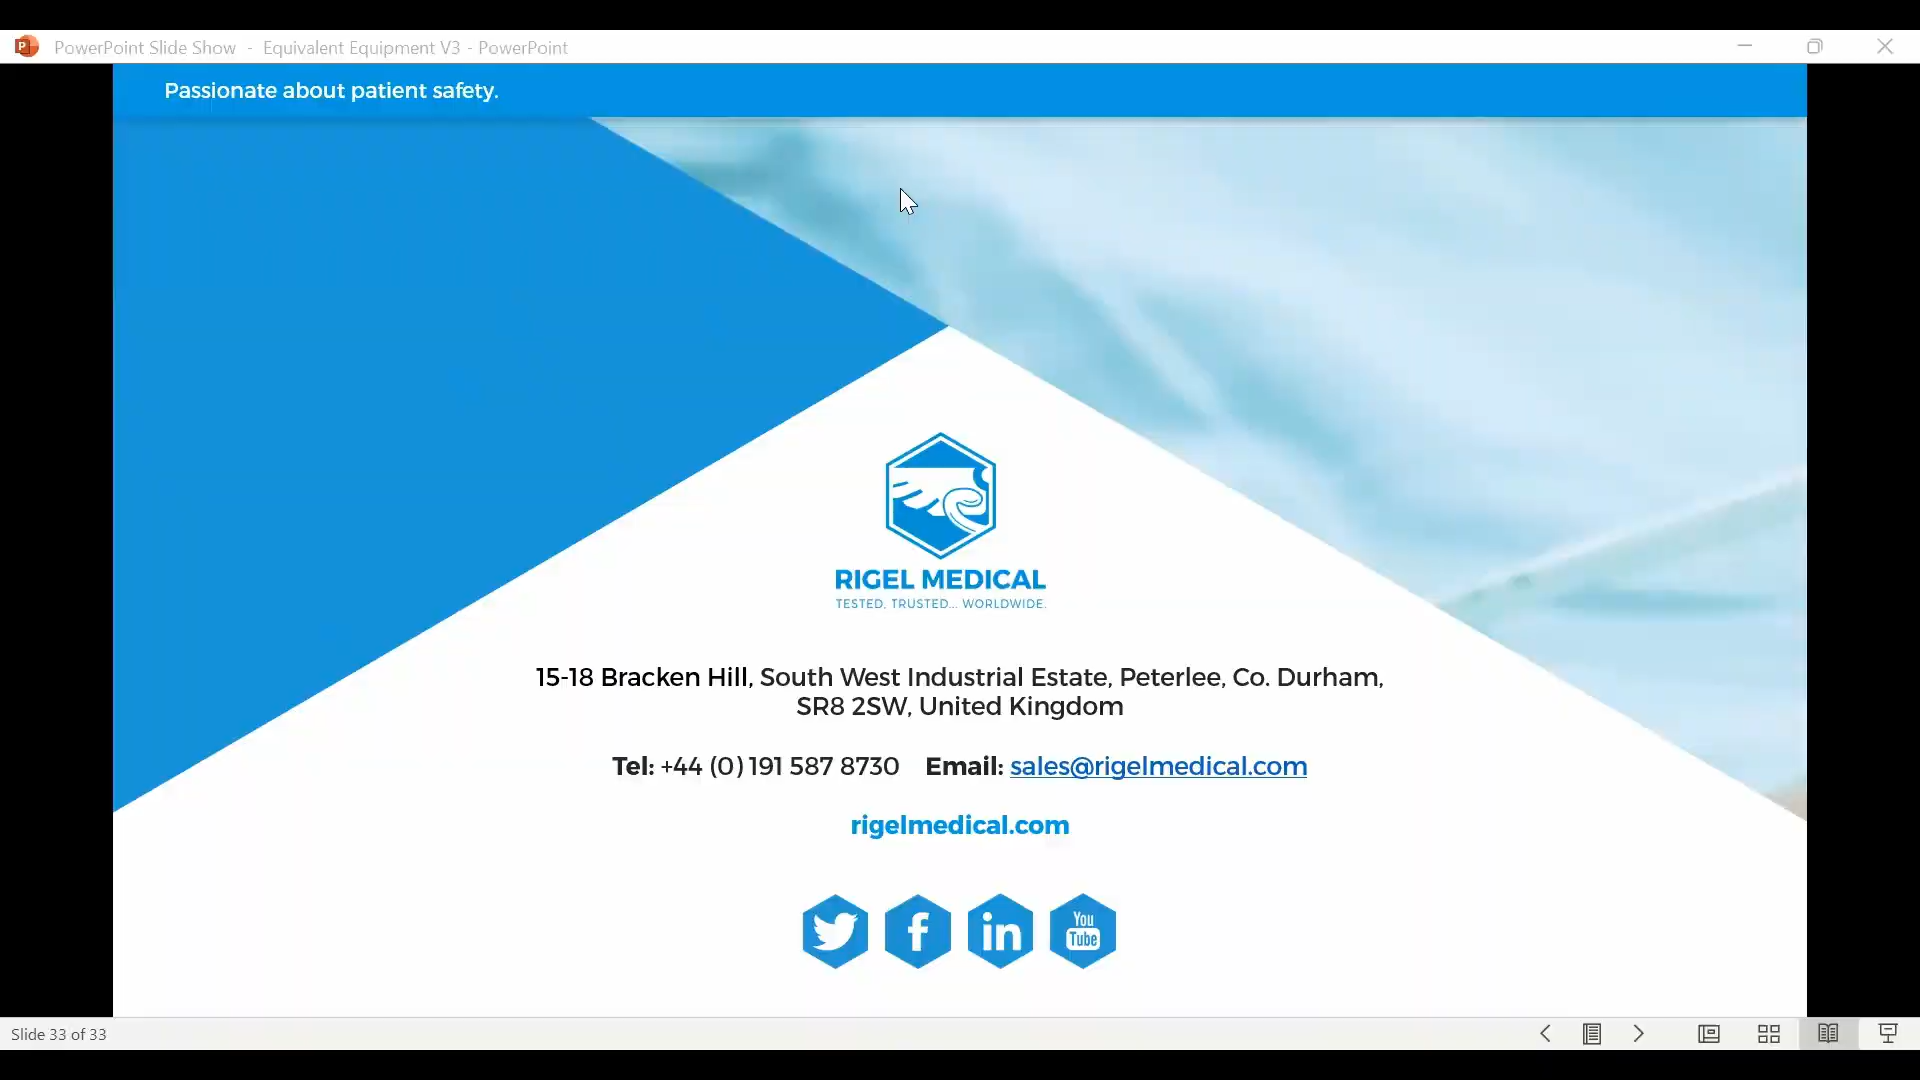 PowerPoint Slide Show - Equivalent Equipment V3 - PowerPoint
Passionate about patient safety.
RIGEL MEDICAL
TESTED, TRUSTED... WORLDWIDE.
15-18 Bracken Hill, South West Industrial Estate, Peterlee, Co. Durham,
SR8 2SW, United Kingdom
Tel: +44 (0) 191 587 8730 Email: sales@rigelmedical.com
rigelmedical.com
You
Tube
Slide 33 of 33